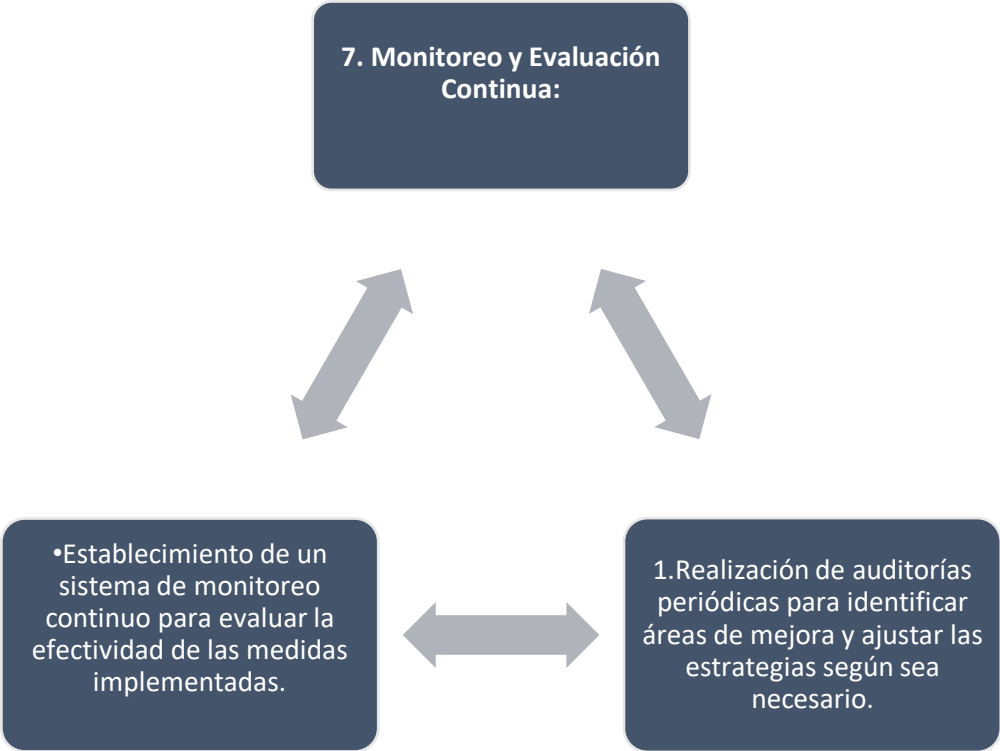 7. Monitoreo y Evaluación
Continua:
•Establecimiento de un
sistema de monitoreo
continuo para evaluar la
efectividad de las medidas
implementadas.
1.Realización de auditorías
periódicas para identificar
áreas de mejora y ajustar las
estrategias según sea
necesario.